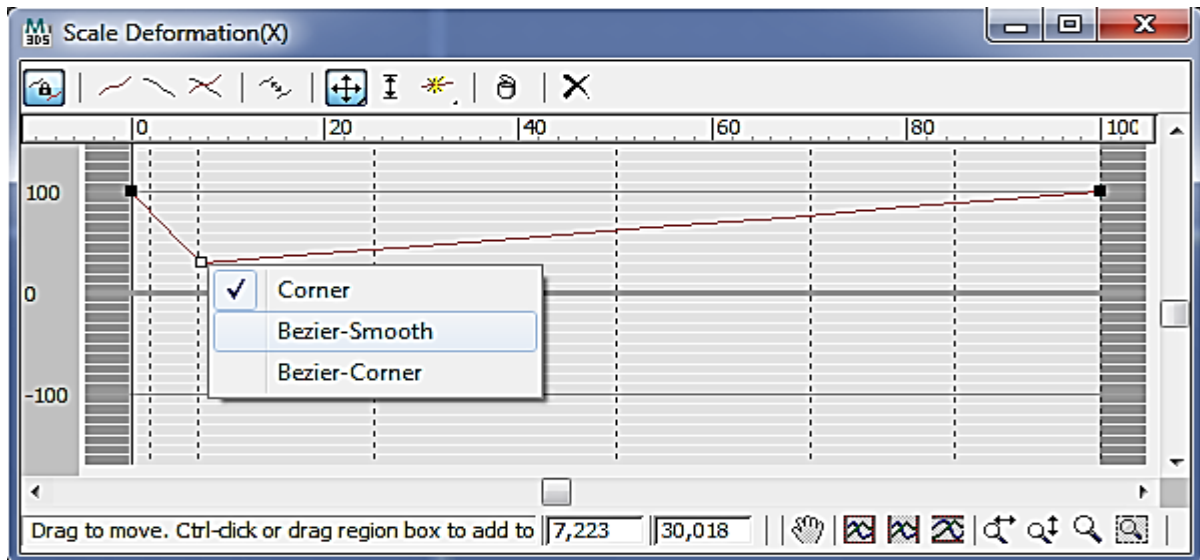 M 3DS Scale Deformation(X)
0 20 40 60 80 100
100
0
-100
Corner
Bezier-Smooth
Bezier-Corner
Drag to move. Ctrl-click or drag region box to add to 7,223 30,018